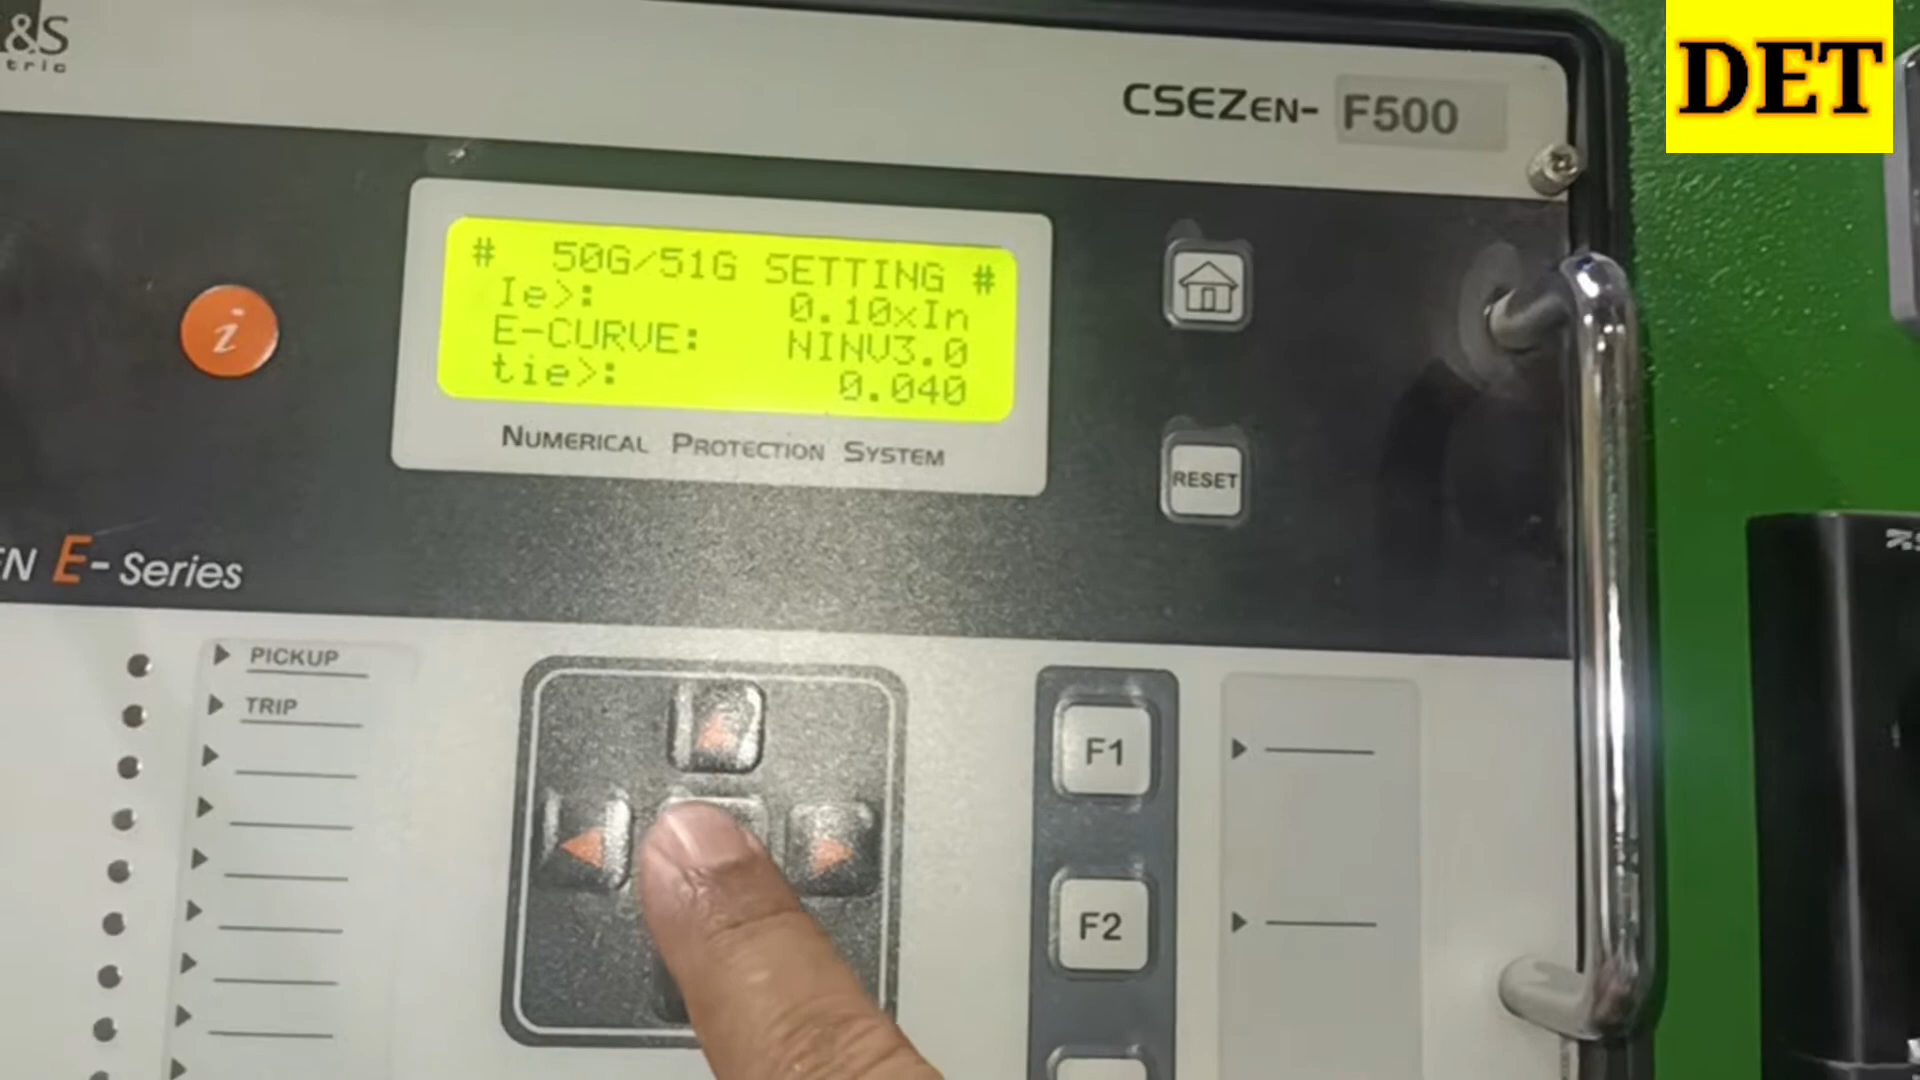 &S
tric
CSEZEN-F500
DET
# 50G/51G SETTING #
Ie>: 0.10xIn
E-CURVE: NINV3.0
tie>: 0.040
NUMERICAL PROTECTION SYSTEM
i
RESET
EN E-Series
PICKUP
TRIP
F1
F2